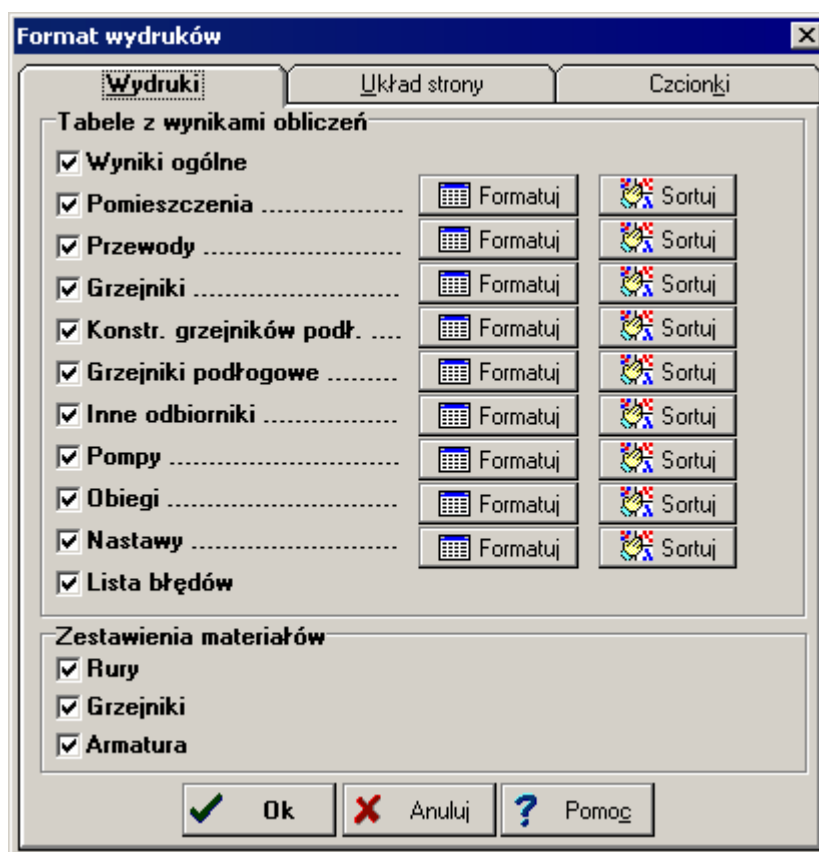 Format wydruków
Wydruki Układ strony Czcionki
Tabele z wynikami obliczeń
Wyniki ogólne
Pomieszczenia .................. Formatuj Sortuj
Przewody ......................... Formatuj Sortuj
Grzejniki ........................... Formatuj Sortuj
Konstr. grzejników podł. .... Formatuj Sortuj
Grzejniki podłogowe ......... Formatuj Sortuj
Inne odbiorniki ................. Formatuj Sortuj
Pompy ............................. Formatuj Sortuj
Obiegi .............................. Formatuj Sortuj
Nastawy .......................... Formatuj Sortuj
Lista błędów
Zestawienia materiałów
Rury
Grzejniki
Armatura
Ok Anuluj Pomoc